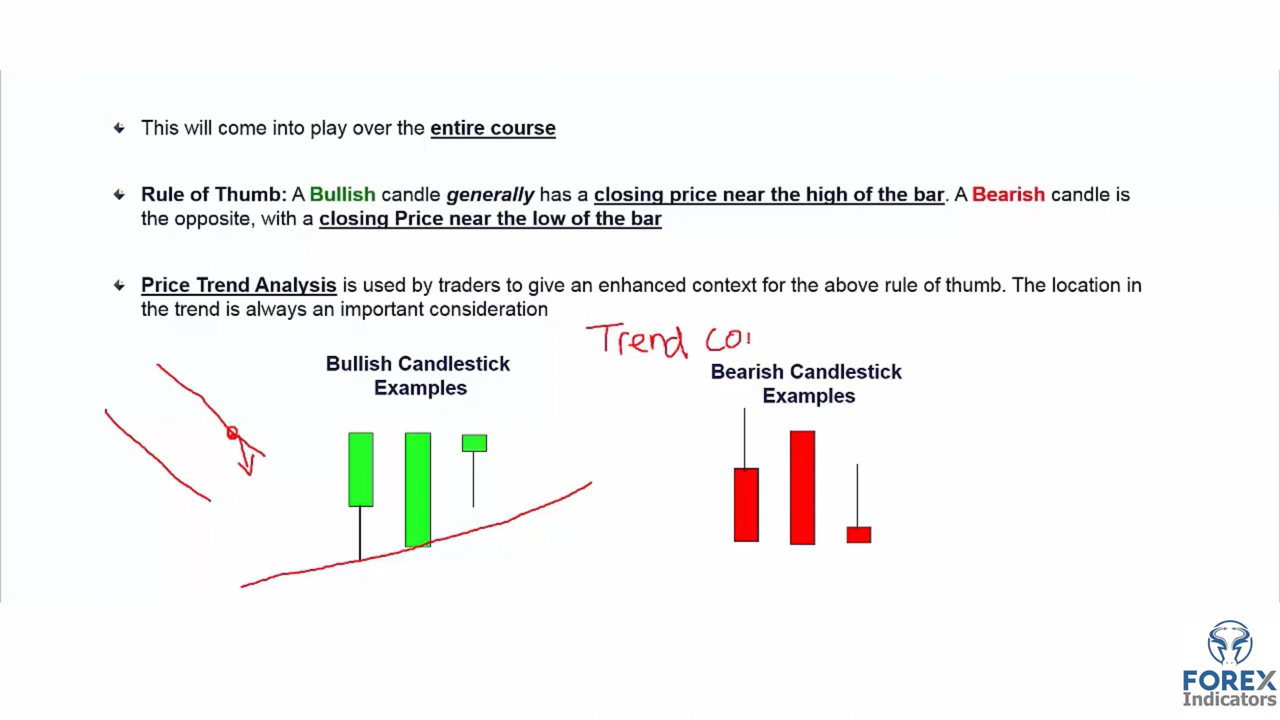 This will come into play over the entire course
Rule of Thumb: A Bullish candle generally has a closing price near the high of the bar. A Bearish candle is
the opposite, with a closing Price near the low of the bar
Price Trend Analysis is used by traders to give an enhanced context for the above rule of thumb. The location in
the trend is always an important consideration
Trend
Bullish Candlestick
Examples
Bearish Candlestick
Examples
FOREX
Indicators